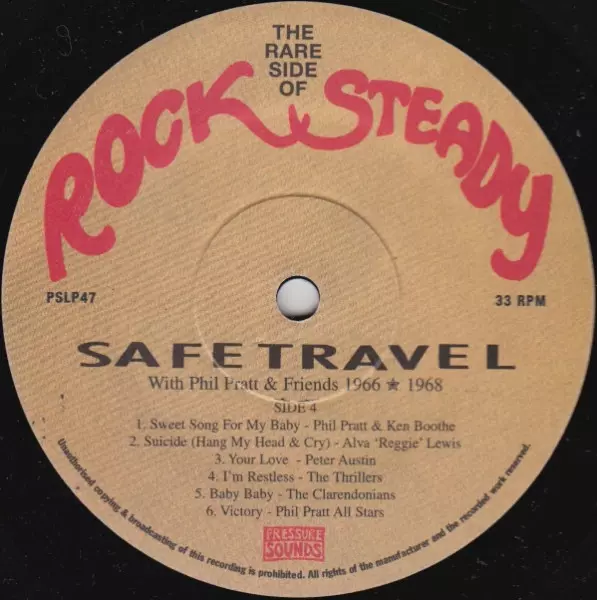 THE
RARE
SIDE
OF
ROCK STEADY
PSLP47
33 RPM
SAFE TRAVEL
With Phil Pratt & Friends 1966 ★ 1968
SIDE 4
1. Sweet Song For My Baby - Phil Pratt & Ken Boothe
2. Suicide (Hang My Head & Cry) - Alva ‘Reggie’ Lewis
3. Your Love - Peter Austin
4. I'm Restless - The Thrillers
5. Baby Baby - The Clarendonians
6. Victory - Phil Pratt All Stars
PRESSURE
SOUNDS
Unauthorised copying & broadcasting of this recording is prohibited. All rights of the manufacturer and the recorded work reserved.
9